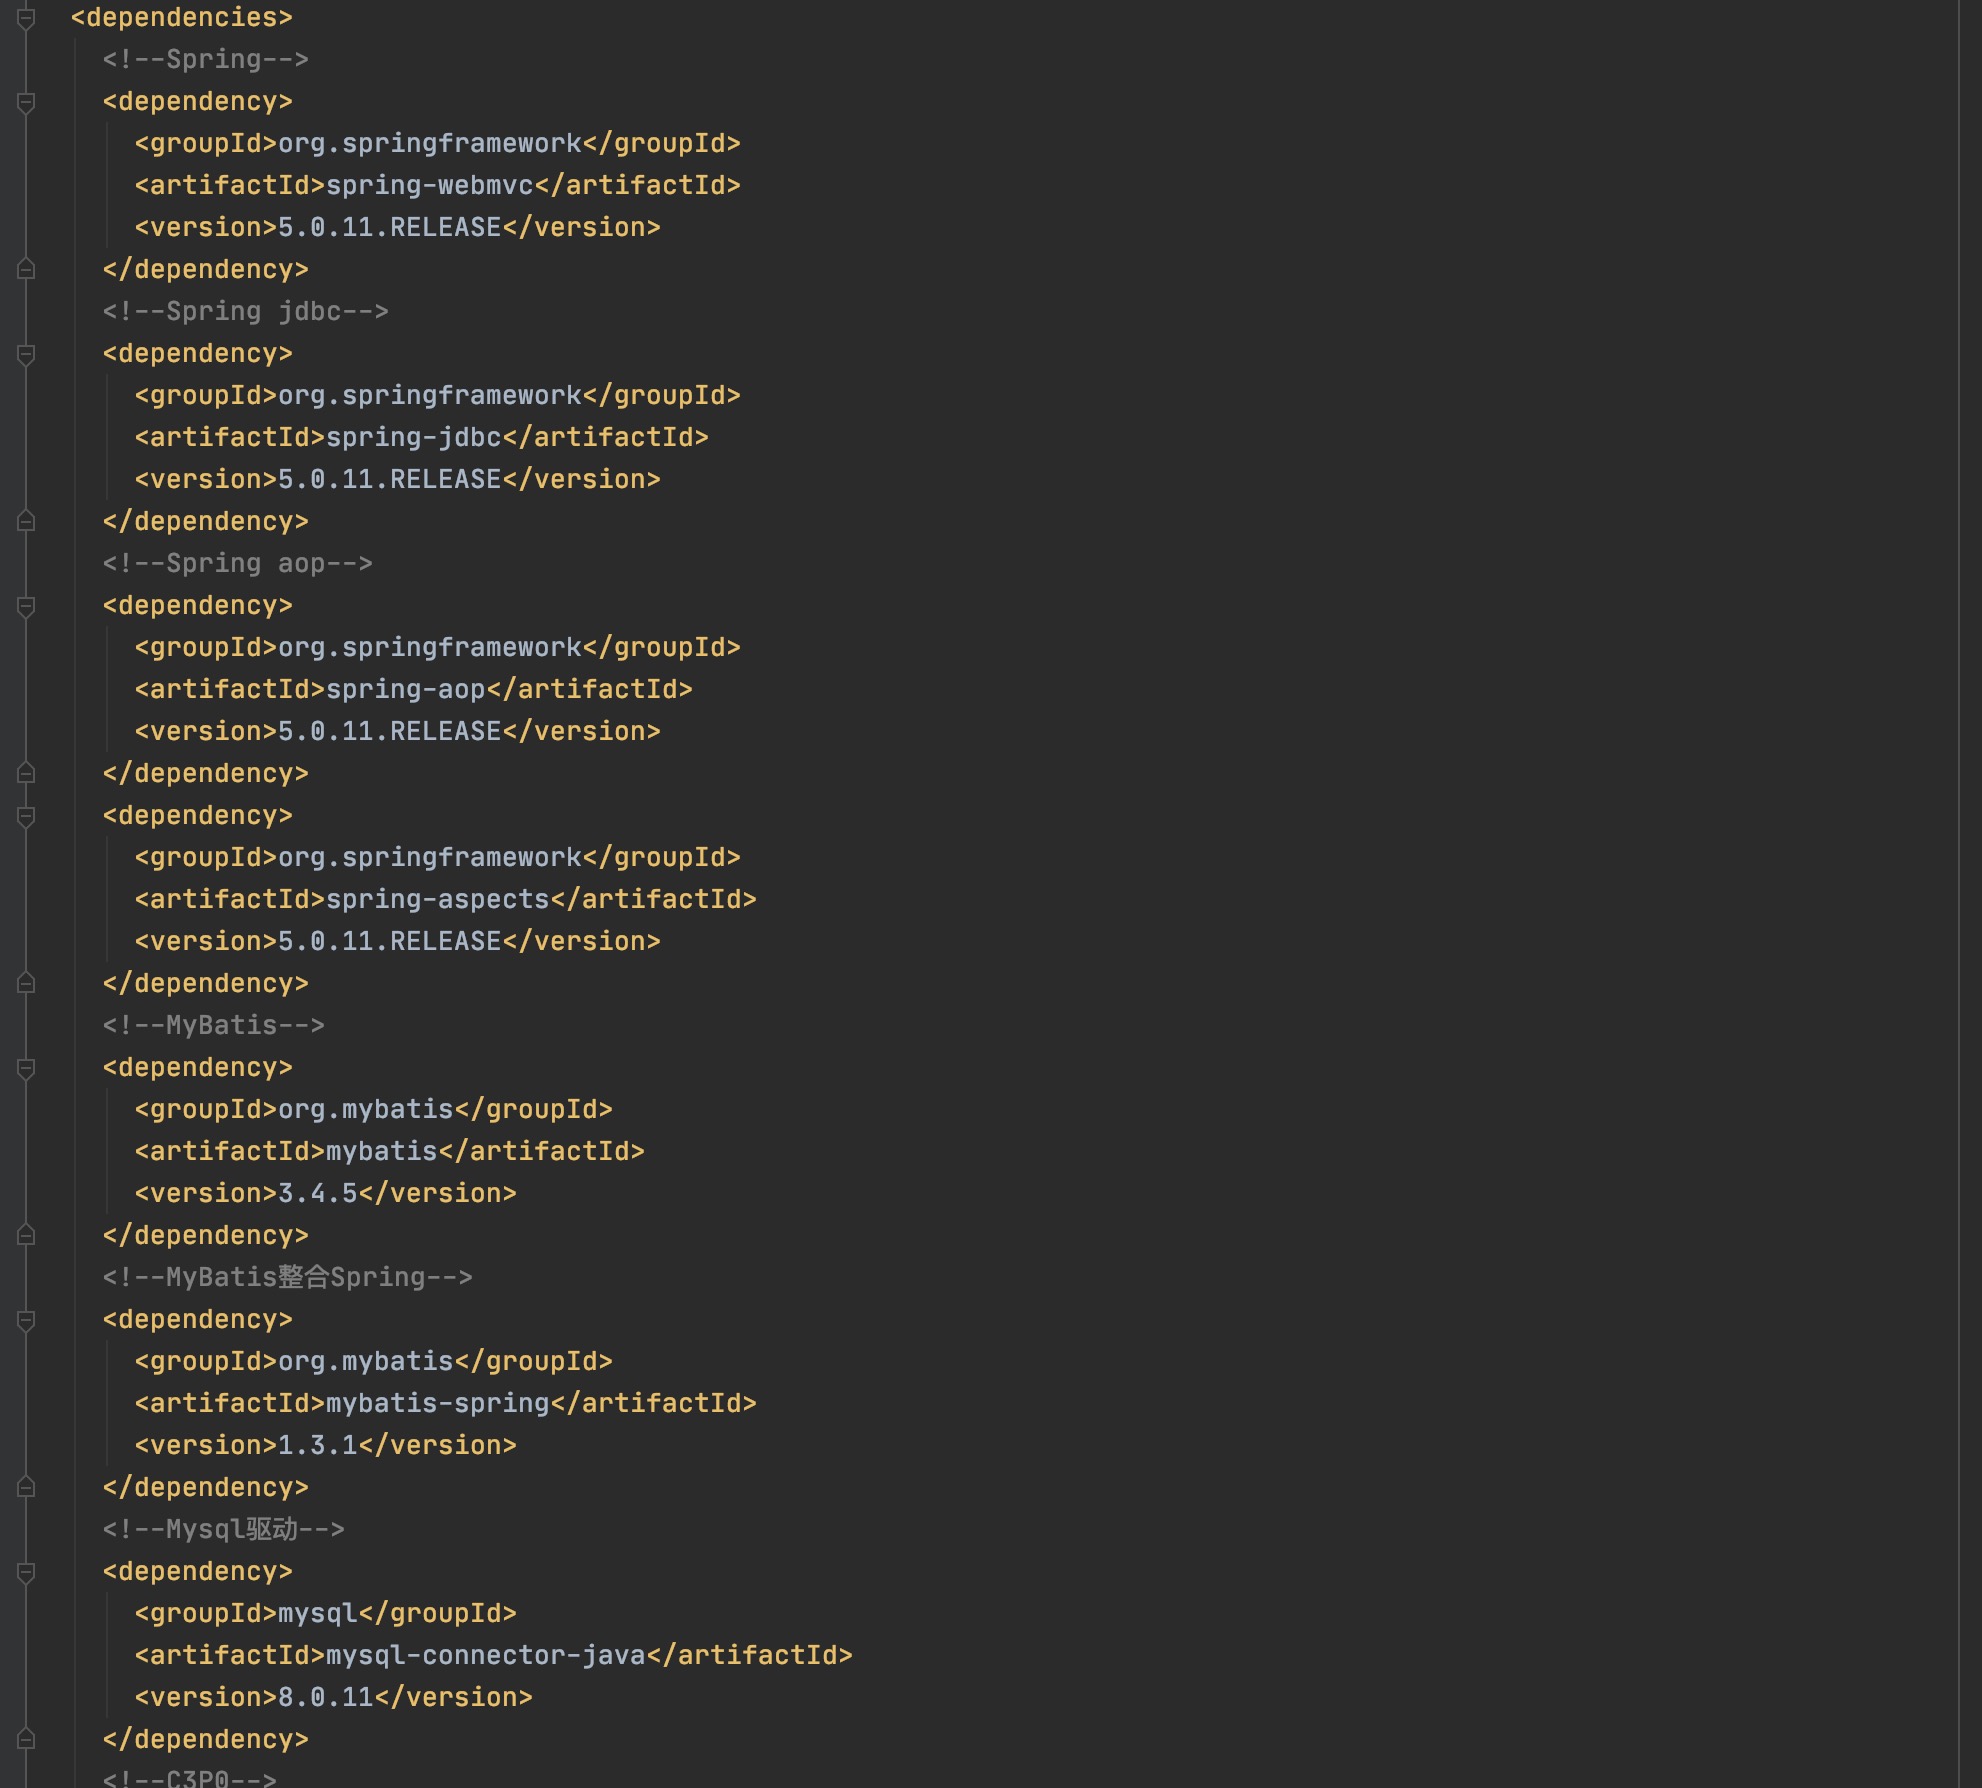 <dependencies>
<!--Spring-->
<dependency>
<groupId>org.springframework</groupId>
<artifactId>spring-webmvc</artifactId>
<version>5.0.11.RELEASE</version>
</dependency>
<!--Spring jdbc-->
<dependency>
<groupId>org.springframework</groupId>
<artifactId>spring-jdbc</artifactId>
<version>5.0.11.RELEASE</version>
</dependency>
<!--Spring aop-->
<dependency>
<groupId>org.springframework</groupId>
<artifactId>spring-aop</artifactId>
<version>5.0.11.RELEASE</version>
</dependency>
<dependency>
<groupId>org.springframework</groupId>
<artifactId>spring-aspects</artifactId>
<version>5.0.11.RELEASE</version>
</dependency>
<!--MyBatis-->
<dependency>
<groupId>org.mybatis</groupId>
<artifactId>mybatis</artifactId>
<version>3.4.5</version>
</dependency>
<!--MyBatis整合Spring-->
<dependency>
<groupId>org.mybatis</groupId>
<artifactId>mybatis-spring</artifactId>
<version>1.3.1</version>
</dependency>
<!--Mysql驱动-->
<dependency>
<groupId>mysql</groupId>
<artifactId>mysql-connector-java</artifactId>
<version>8.0.11</version>
</dependency>
<!--C3P0-->